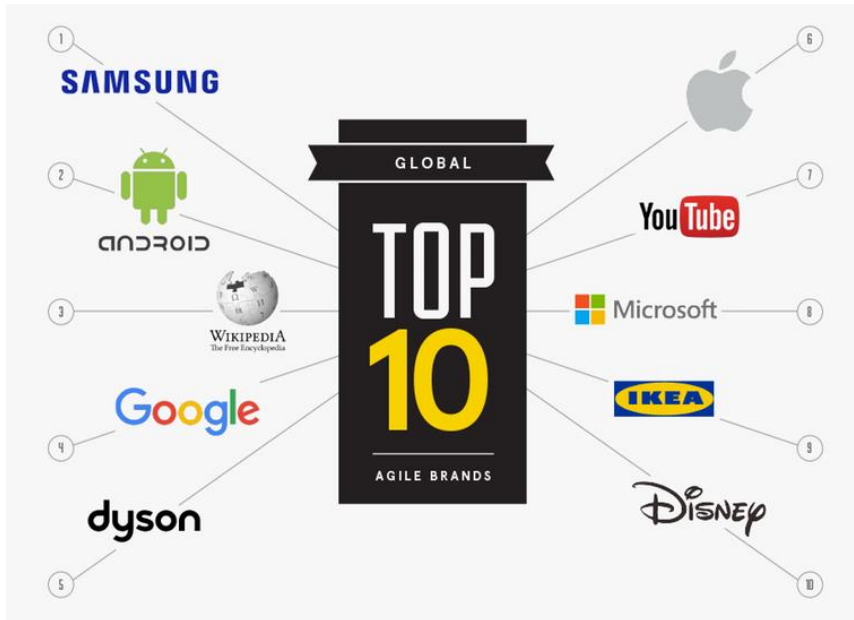 1
SAMSUNG
2
android
3
WIKIPEDIA
The Free Encyclopedia
4
Google
5
dyson
GLOBAL
TOP
10
AGILE BRANDS
6
7
YouTube
8
Microsoft
9
IKEA
10
Disney